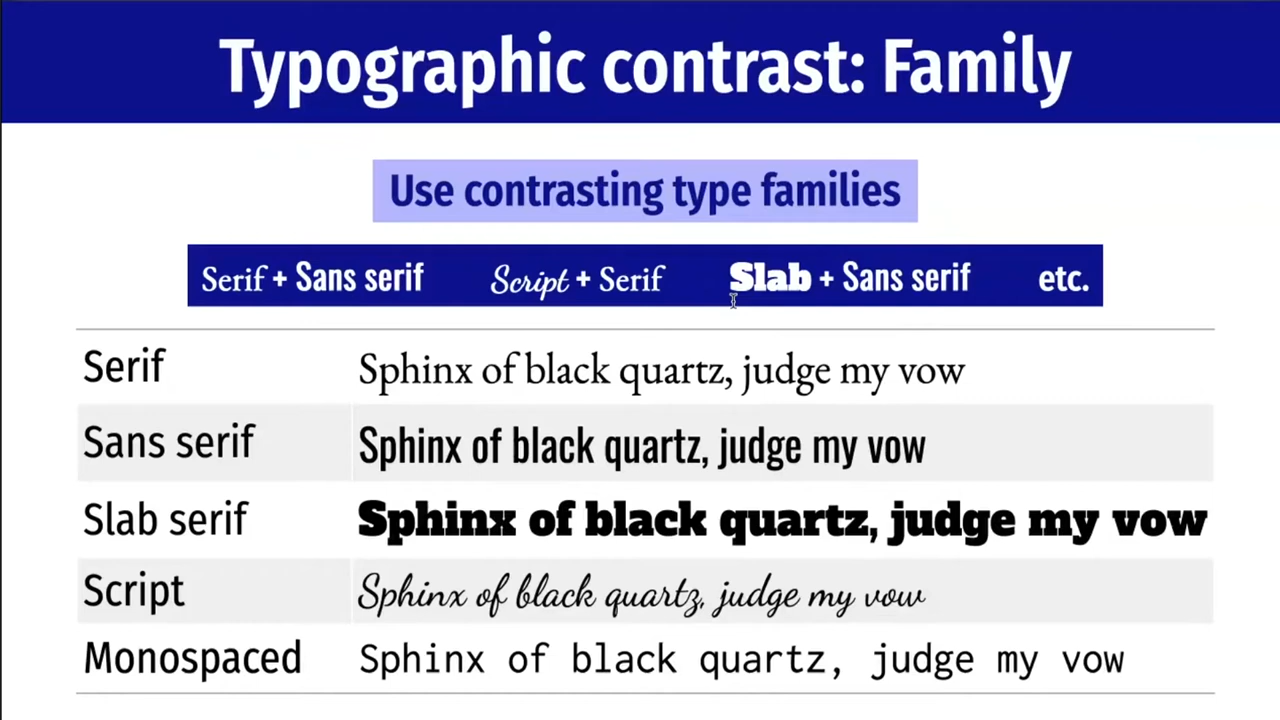 Typographic contrast: Family
Use contrasting type families
Serif + Sans serif Script + Serif Slab + Sans serif etc.
Serif Sphinx of black quartz, judge my vow
Sans serif Sphinx of black quartz, judge my vow
Slab serif Sphinx of black quartz, judge my vow
Script Sphinx of black quartz, judge my vow
Monospaced Sphinx of black quartz, judge my vow